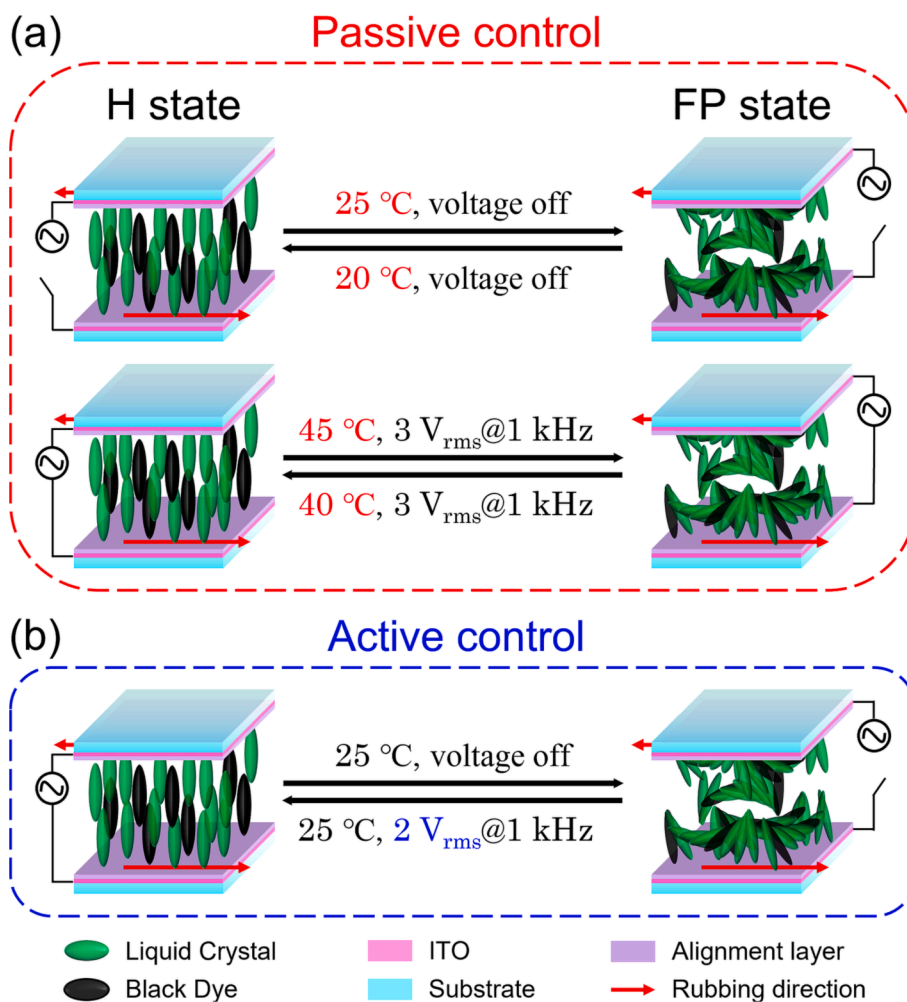 (a)
Passive control
H state
FP state
25 ℃, voltage off
20 ℃, voltage off
45 ℃, 3 Vrms@1 kHz
40 ℃, 3 Vrms@1 kHz
(b)
Active control
25 ℃, voltage off
25 ℃, 2 Vrms@1 kHz
Liquid Crystal
ITO
Alignment layer
Black Dye
Substrate
Rubbing direction